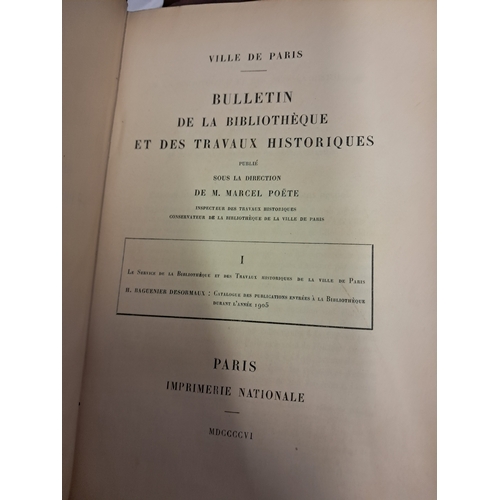 VILLE DE PARIS
BULLETIN
DE LA BIBLIOTHÈQUE
ET DES TRAVAUX HISTORIQUES
PUBLIÉ
SOUS LA DIRECTION
DE M. MARCEL POËTE
INSPECTEUR DES TRAVAUX HISTORIQUES
CONSERVATEUR DE LA BIBLIOTHÈQUE DE LA VILLE DE PARIS
I
LE SERVICE DE LA BIBLIOTHÈQUE ET DES TRAVAUX HISTORIQUES DE LA VILLE DE PARIS
H. BAGUENIER DESORMAUX : CATALOGUE DES PUBLICATIONS ENTRÉES À LA BIBLIOTHÈQUE
DURANT L'ANNÉE 1905
PARIS
IMPRIMERIE NATIONALE
MDCCCCVI